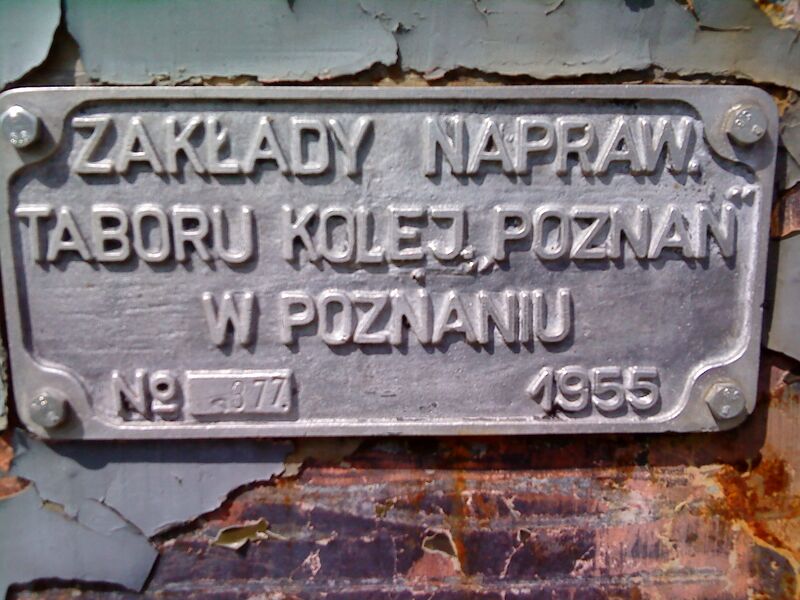 ZAKŁADY NAPRAW.
TABORU KOLEJ. „POZNAŃ”
W POZNANIU
No 377 1955